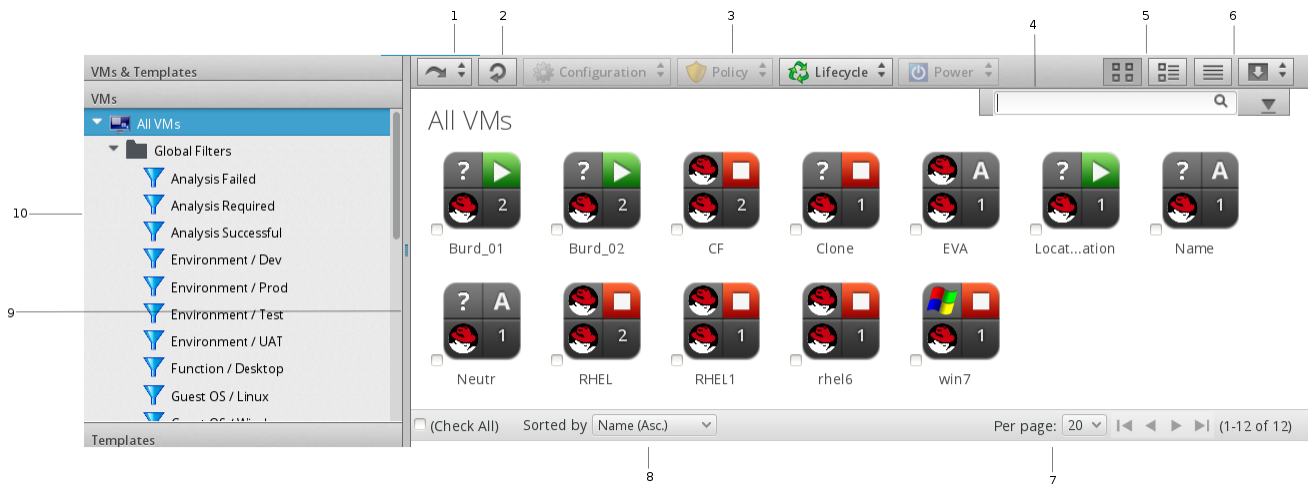 1
2
3
4
5
6
VMs & Templates
Configuration
Policy
Lifecycle
Power
VMs
All VMs
Global Filters
Analysis Failed
Analysis Required
Analysis Successful
Environment / Dev
Environment / Prod
Environment / Test
Environment / UAT
Function / Desktop
Guest OS / Linux
Templates
10
9
All VMs
? 2
? 2
2
? 1
A 1
? 1
? A 1
Burd_01 Burd_02 CF Clone EVA Locat...ation Name
? A 1
2
1
1
1
Neutr RHEL RHEL1 rhel6 win7
(Check All) Sorted by Name (Asc.) Per page: 20 (1-12 of 12)
8
7